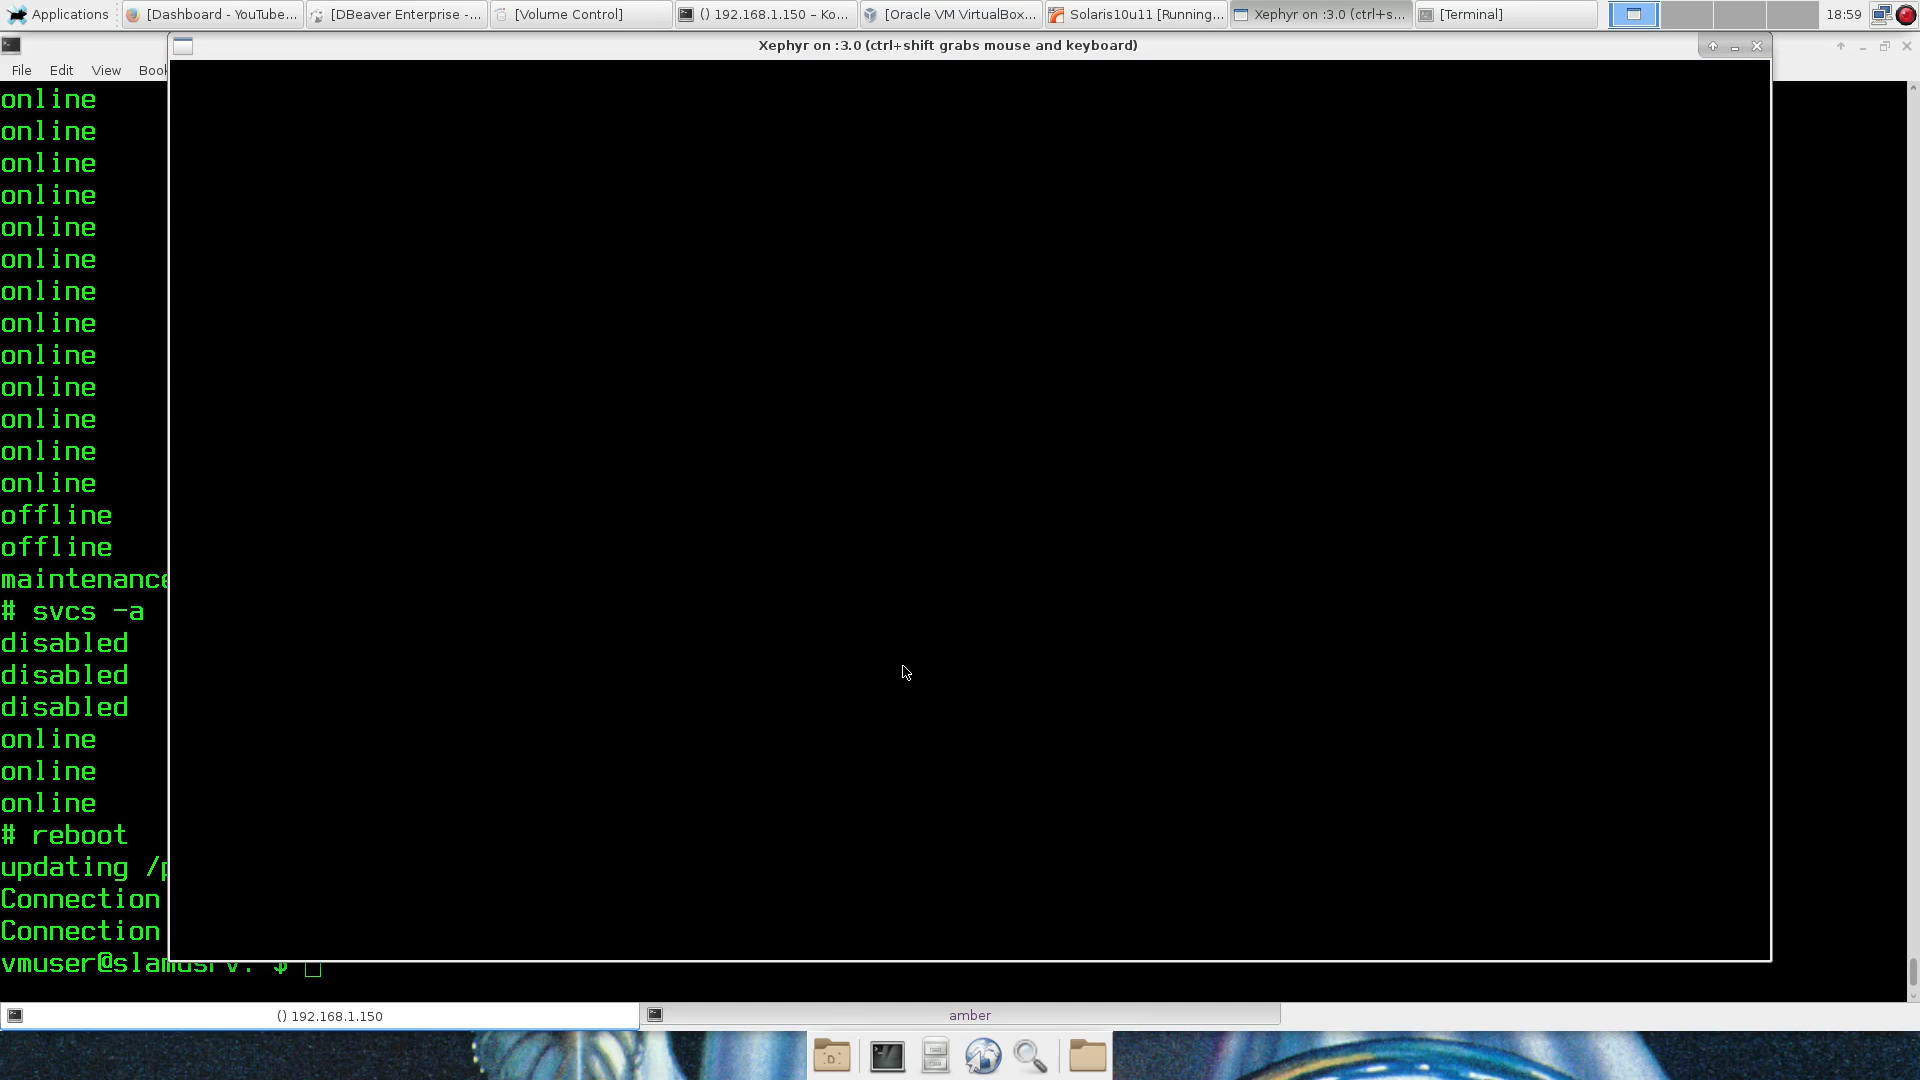 Applications [Dashboard - YouTube... [DBeaver Enterprise -... [Volume Control] () 192.168.1.150 – Ko... [Oracle VM VirtualBox... Solaris10u11 [Running... Xephyr on :3.0 (ctrl+s... [Terminal] 18:59
Xephyr on :3.0 (ctrl+shift grabs mouse and keyboard)
File Edit View
online
online
online
online
online
online
online
online
online
online
online
online
online
offline
offline
maintenance
# svcs -a
disabled
disabled
disabled
online
online
online
# reboot
updating
Connection
Connection
$
() 192.168.1.150 amber